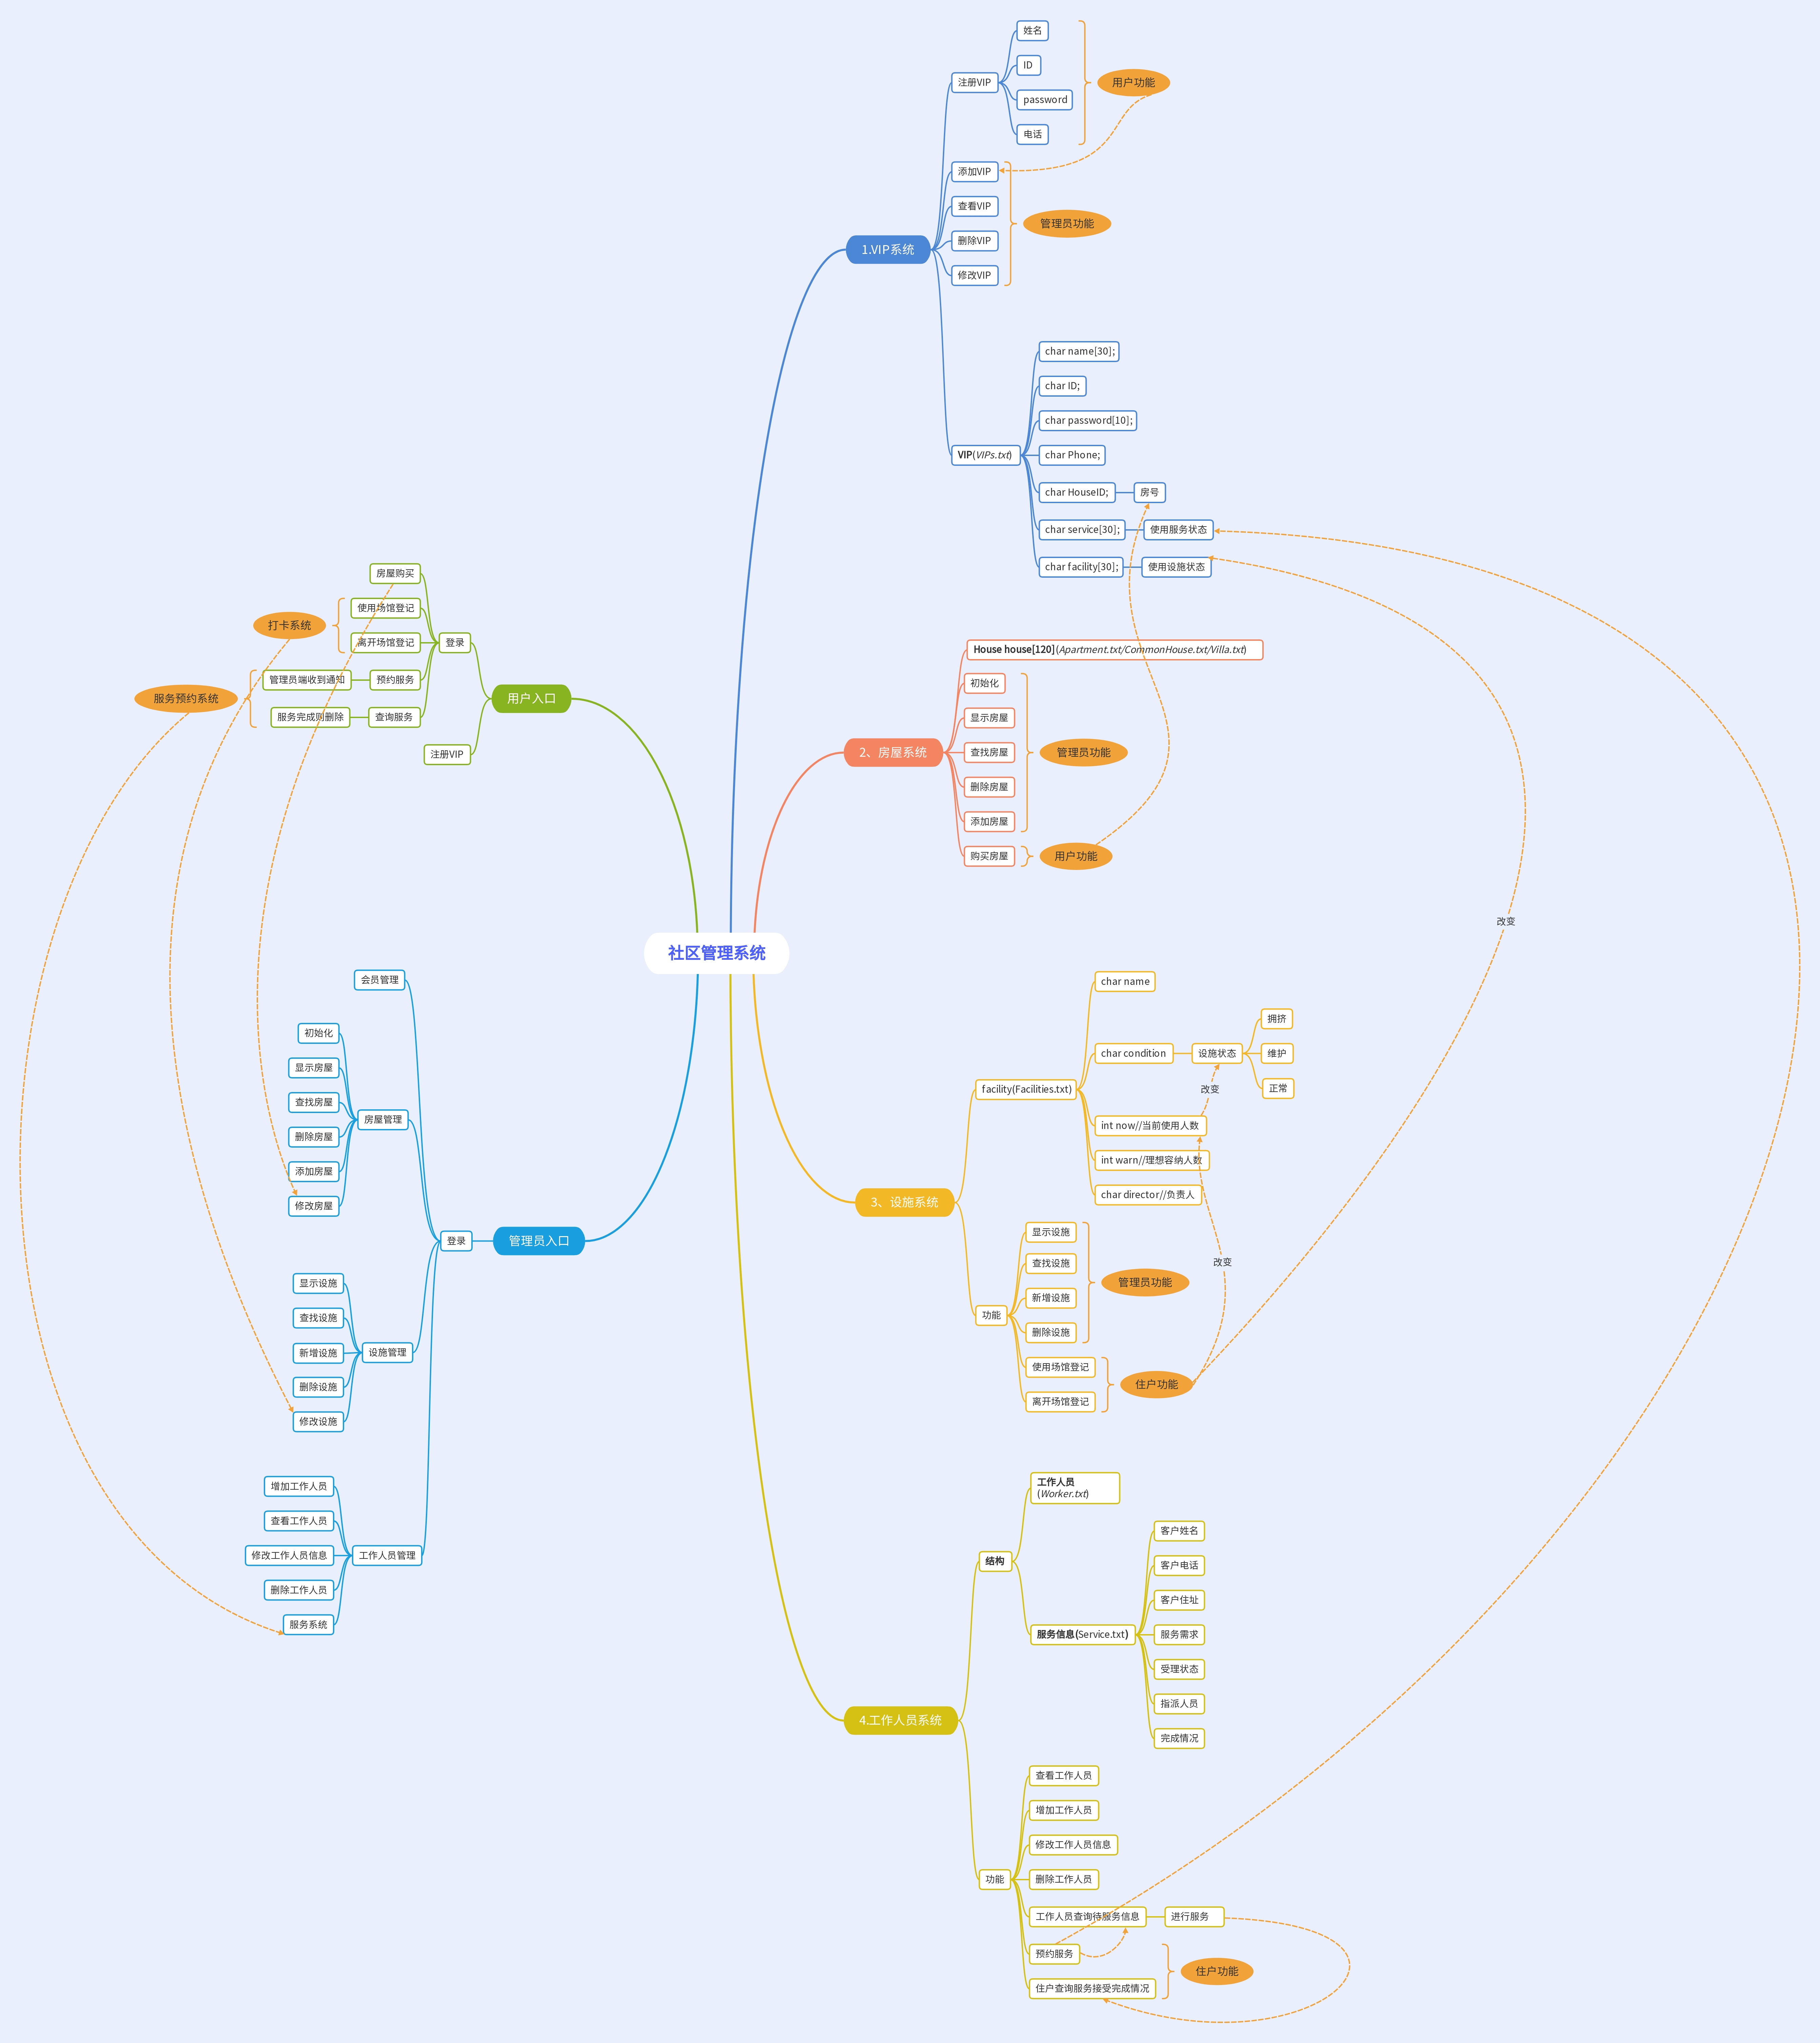 社区管理系统
1.VIP系统
注册VIP
姓名
ID
password
电话
用户功能
添加VIP
查看VIP
删除VIP
修改VIP
管理员功能
VIP(VIPs.txt)
char name[30];
char ID;
char password[10];
char Phone;
char HouseID;
房号
char service[30];
使用服务状态
char facility[30];
使用设施状态
2、房屋系统
House house[120](Apartment.txt/CommonHouse.txt/Villa.txt)
初始化
显示房屋
查找房屋
删除房屋
添加房屋
管理员功能
购买房屋
用户功能
3、设施系统
facility(Facilities.txt)
char name
char condition
设施状态
拥挤
维护
正常
改变
int now//当前使用人数
int warn//理想容纳人数
char director//负责人
改变
改变
功能
显示设施
查找设施
新增设施
删除设施
管理员功能
使用场馆登记
离开场馆登记
住户功能
4.工作人员系统
结构
工作人员
(Worker.txt)
服务信息(Service.txt)
客户姓名
客户电话
客户住址
服务需求
受理状态
指派人员
完成情况
功能
查看工作人员
增加工作人员
修改工作人员信息
删除工作人员
工作人员查询待服务信息
进行服务
预约服务
住户查询服务接受完成情况
住户功能
用户入口
登录
房屋购买
使用场馆登记
离开场馆登记
打卡系统
预约服务
管理员端收到通知
查询服务
服务完成则删除
服务预约系统
注册VIP
管理员入口
登录
会员管理
房屋管理
初始化
显示房屋
查找房屋
删除房屋
添加房屋
修改房屋
设施管理
显示设施
查找设施
新增设施
删除设施
修改设施
工作人员管理
增加工作人员
查看工作人员
修改工作人员信息
删除工作人员
服务系统